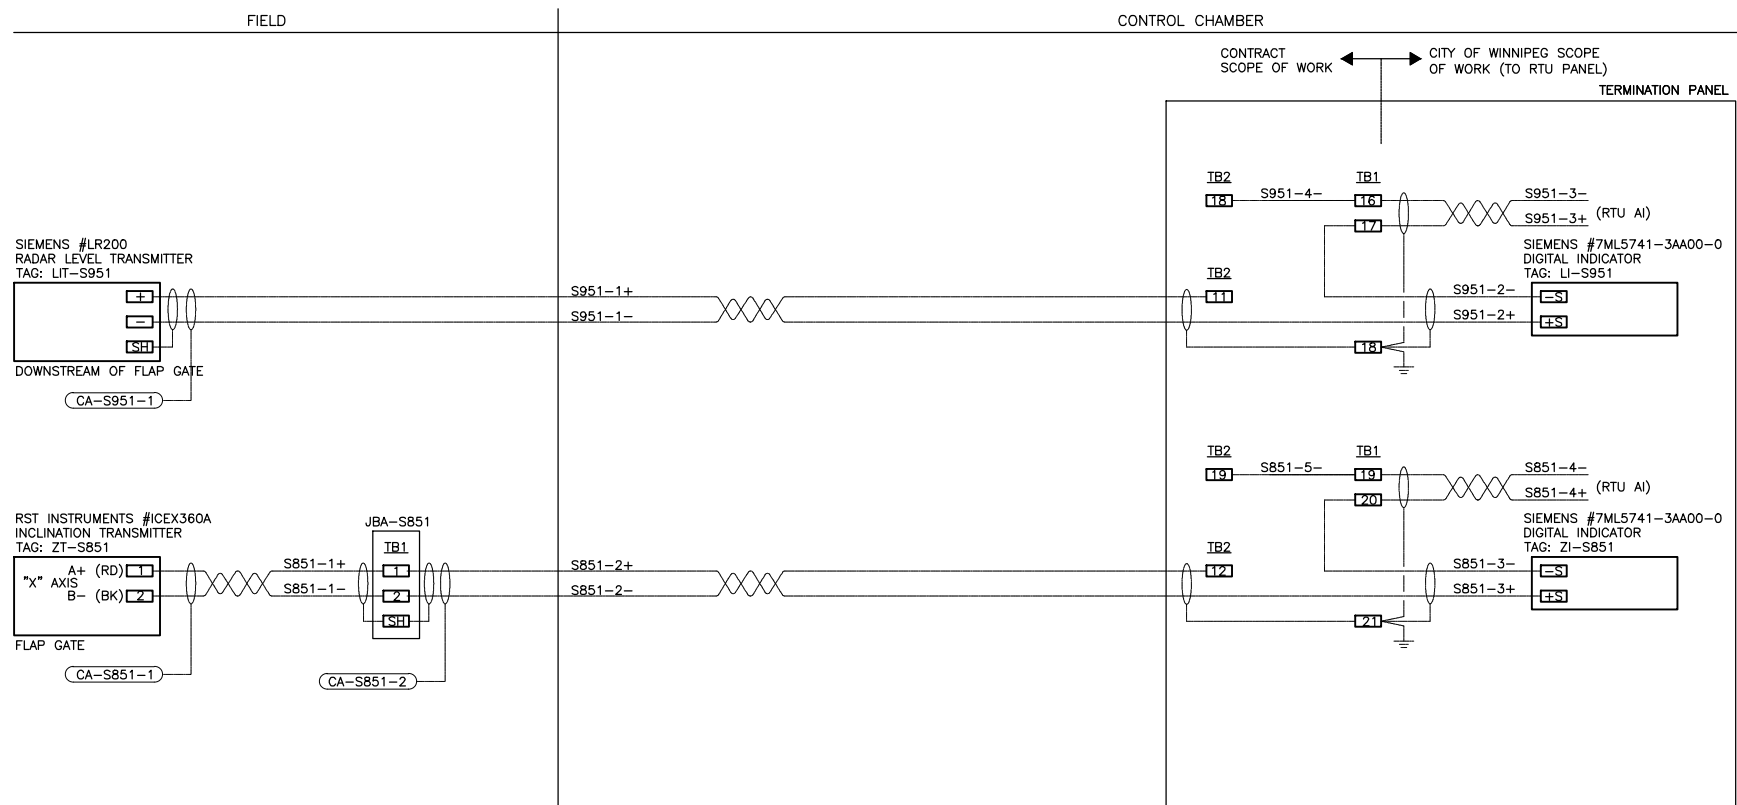 FIELD
CONTROL CHAMBER
CONTRACT
SCOPE OF WORK
CITY OF WINNIPEG SCOPE
OF WORK (TO RTU PANEL)
TERMINATION PANEL
TB2
18
S951-4-
TB1
16
17
S951-3-
S951-3+
(RTU AI)
SIEMENS #LR200
RADAR LEVEL TRANSMITTER
TAG: LIT-S951
+
-
SH
DOWNSTREAM OF FLAP GATE
CA-S951-1
S951-1+
S951-1-
TB2
11
18
SIEMENS #7ML5741-3AA00-0
DIGITAL INDICATOR
TAG: LI-S951
S951-2-
S951-2+
-S
+S
TB2
19
S851-5-
TB1
19
20
S851-4-
S851-4+
(RTU AI)
RST INSTRUMENTS #ICEX360A
INCLINATION TRANSMITTER
TAG: ZT-S851
A+ (RD) 1
"X" AXIS
B- (BK) 2
FLAP GATE
CA-S851-1
S851-1+
S851-1-
JBA-S851
TB1
1
2
SH
CA-S851-2
S851-2+
S851-2-
TB2
12
21
SIEMENS #7ML5741-3AA00-0
DIGITAL INDICATOR
TAG: ZI-S851
S851-3-
S851-3+
-S
+S